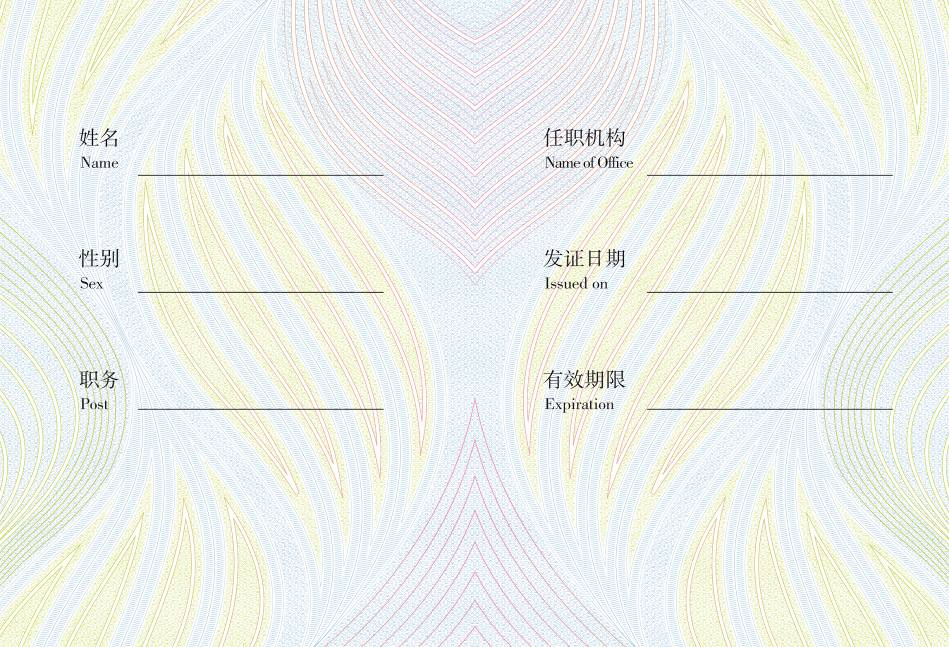 姓名
Name
性别
Sex
职务
Post
任职机构
Name of Office
发证日期
Issued on
有效期限
Expiration